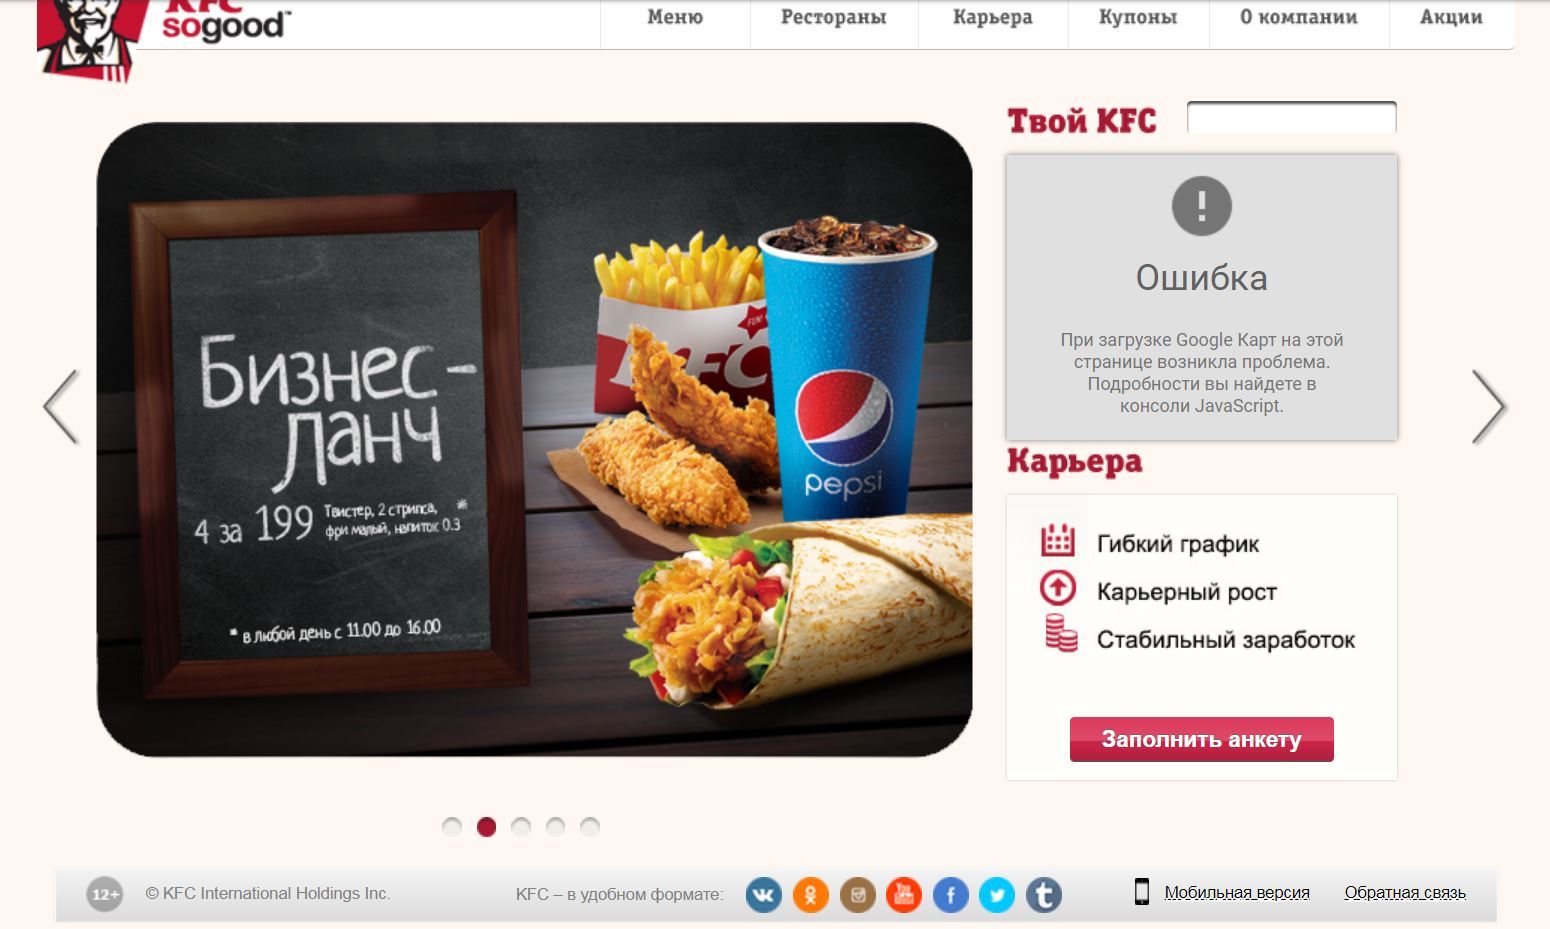 KFC
sogood™
Меню
Рестораны
Карьера
Купоны
О компании
Акции
Твой KFC
Бизнес-
ланч
4 за 199 Твистер, 2 стрипса, *
фри малый, напиток 0.3
* в любой день с 11.00 до 16.00
KFC
pepsi
!
Ошибка
При загрузке Google Карт на этой
странице возникла проблема.
Подробности вы найдете в
консоли JavaScript.
Карьера
Гибкий график
Карьерный рост
Стабильный заработок
Заполнить анкету
12+
© KFC International Holdings Inc.
KFC – в удобном формате:
You
Tube
Мобильная версия
Обратная связь